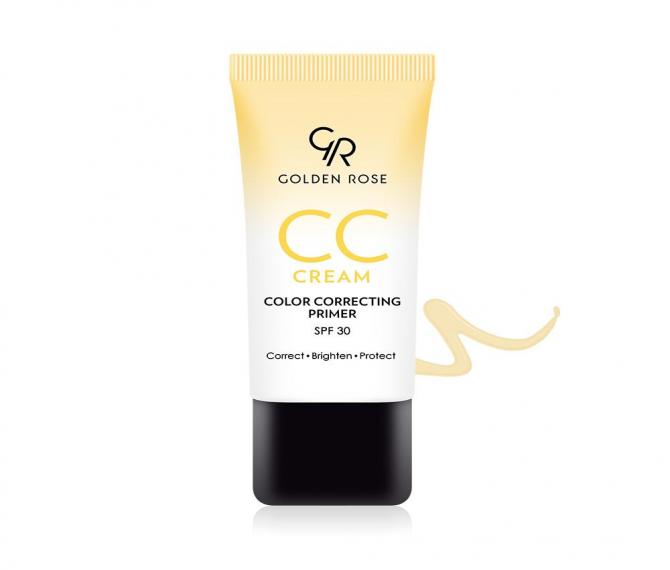 GR
GOLDEN ROSE
CC
CREAM
COLOR CORRECTING
PRIMER
SPF 30
Correct • Brighten • Protect